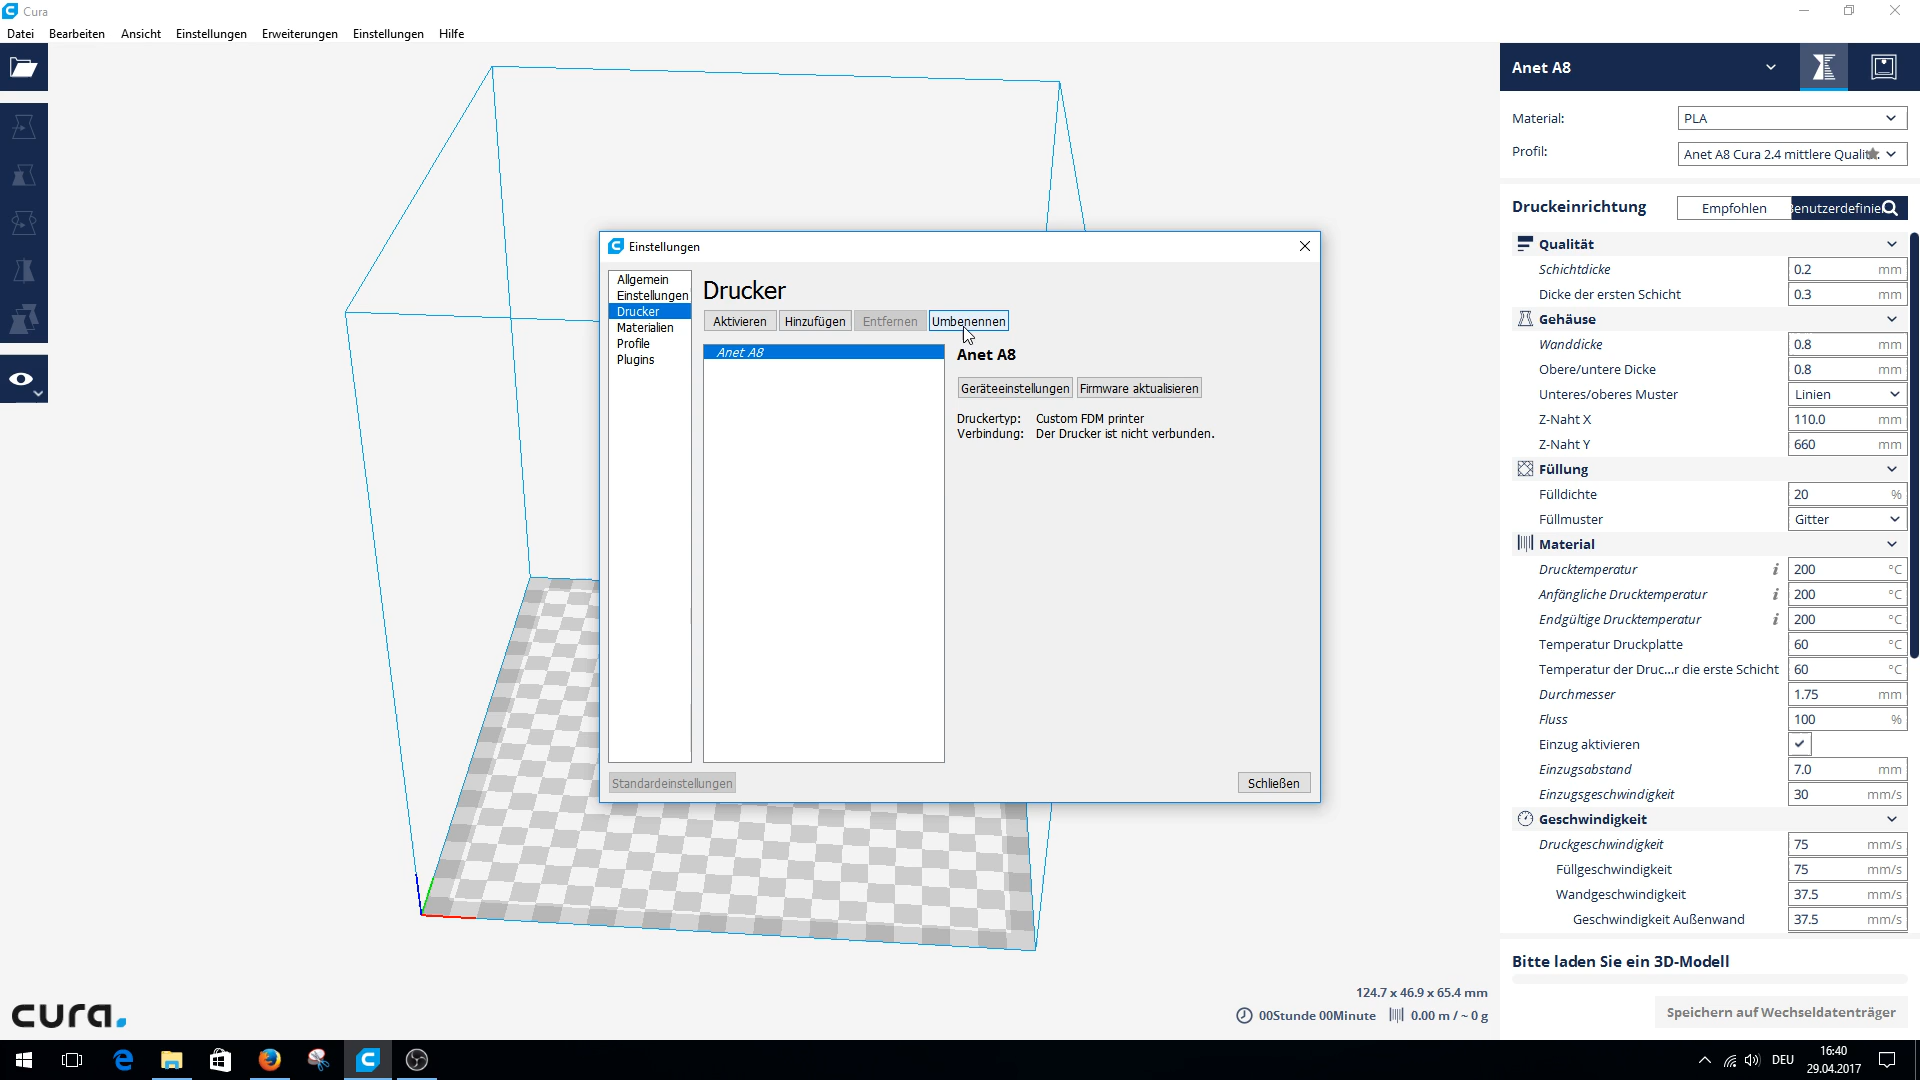 Cura
Datei Bearbeiten Ansicht Einstellungen Erweiterungen Einstellungen Hilfe
Anet A8
Material: PLA
Profil: Anet A8 Cura 2.4 mittlere Qualit
Druckeinrichtung Empfohlen Benutzerdefinie
Qualität
Schichtdicke 0.2 mm
Dicke der ersten Schicht 0.3 mm
Gehäuse
Wanddicke 0.8 mm
Obere/untere Dicke 0.8 mm
Unteres/oberes Muster Linien
Z-Naht X 110.0 mm
Z-Naht Y 660 mm
Füllung
Fülldichte 20 %
Füllmuster Gitter
Material
Drucktemperatur i 200 °C
Anfängliche Drucktemperatur i 200 °C
Endgültige Drucktemperatur i 200 °C
Temperatur Druckplatte 60 °C
Temperatur der Druc...r die erste Schicht 60 °C
Durchmesser 1.75 mm
Fluss 100 %
Einzug aktivieren
Einzugsabstand 7.0 mm
Einzugsgeschwindigkeit 30 mm/s
Geschwindigkeit
Druckgeschwindigkeit 75 mm/s
Füllgeschwindigkeit 75 mm/s
Wandgeschwindigkeit 37.5 mm/s
Geschwindigkeit Außenwand 37.5 mm/s
Bitte laden Sie ein 3D-Modell
Speichern auf Wechseldatenträger
Einstellungen
Allgemein
Einstellungen
Drucker
Materialien
Profile
Plugins
Drucker
Aktivieren Hinzufügen Entfernen Umbenennen
Anet A8
Anet A8
Geräteeinstellungen Firmware aktualisieren
Druckertyp: Custom FDM printer
Verbindung: Der Drucker ist nicht verbunden.
Standardeinstellungen Schließen
124.7 x 46.9 x 65.4 mm
00Stunde 00Minute 0.00 m / ~ 0 g
cura.
DEU
16:40
29.04.2017